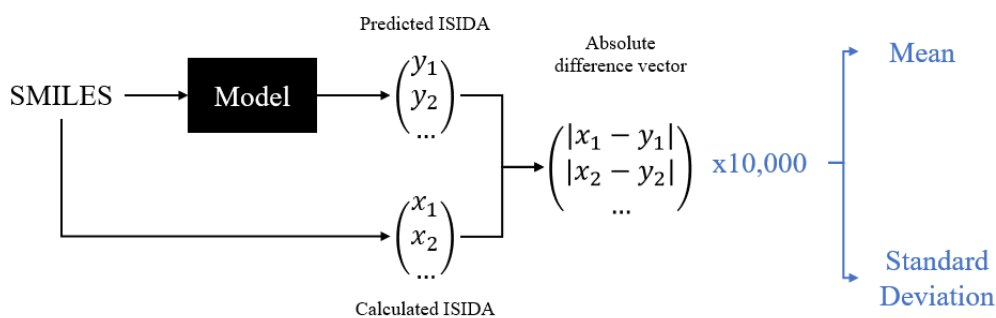 Predicted ISIDA
Absolute
difference vector
Mean
SMILES
Model
y₁
y₂
...
|x₁ − y₁|
|x₂ − y₂|
...
x10,000
x₁
x₂
...
Calculated ISIDA
Standard
Deviation